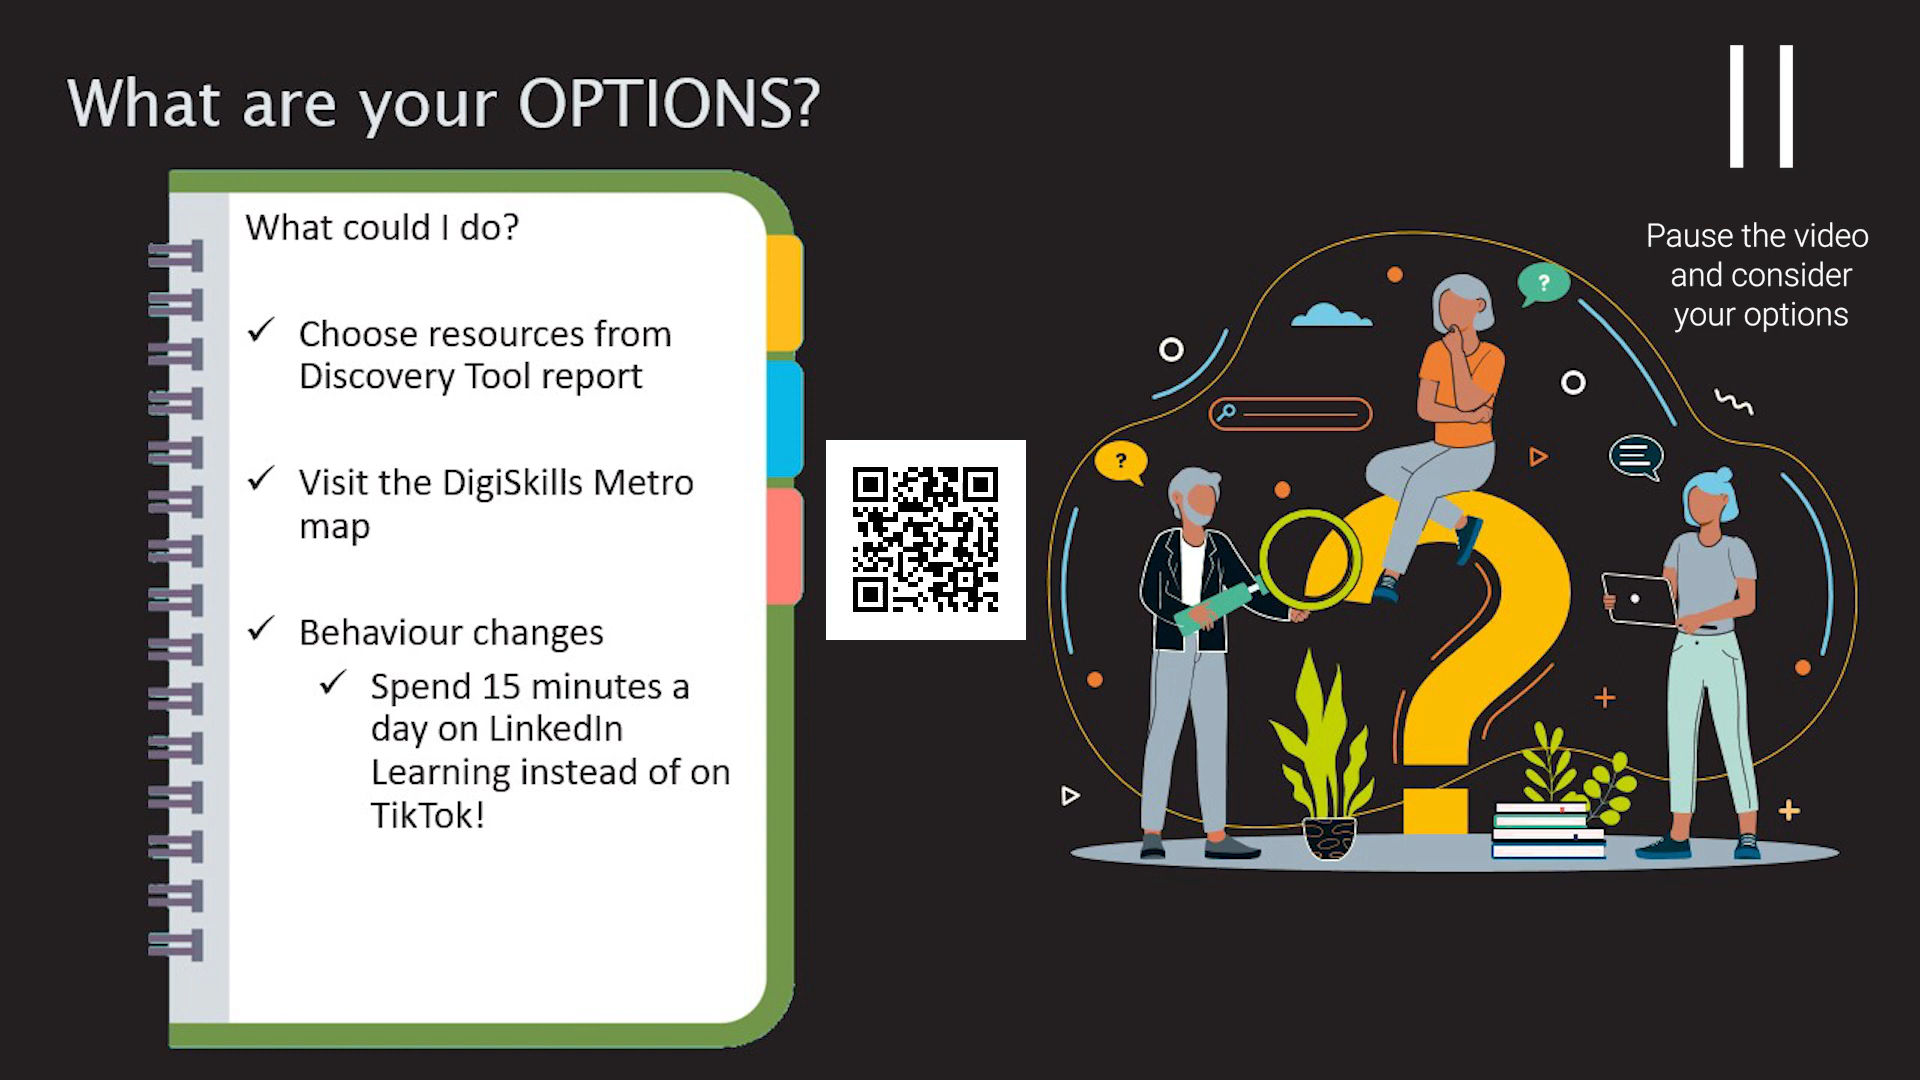 What are your OPTIONS?
Pause the video
and consider
your options
What could I do?
✓ Choose resources from
Discovery Tool report
✓ Visit the DigiSkills Metro
map
✓ Behaviour changes
✓ Spend 15 minutes a
day on LinkedIn
Learning instead of on
TikTok!
?
?